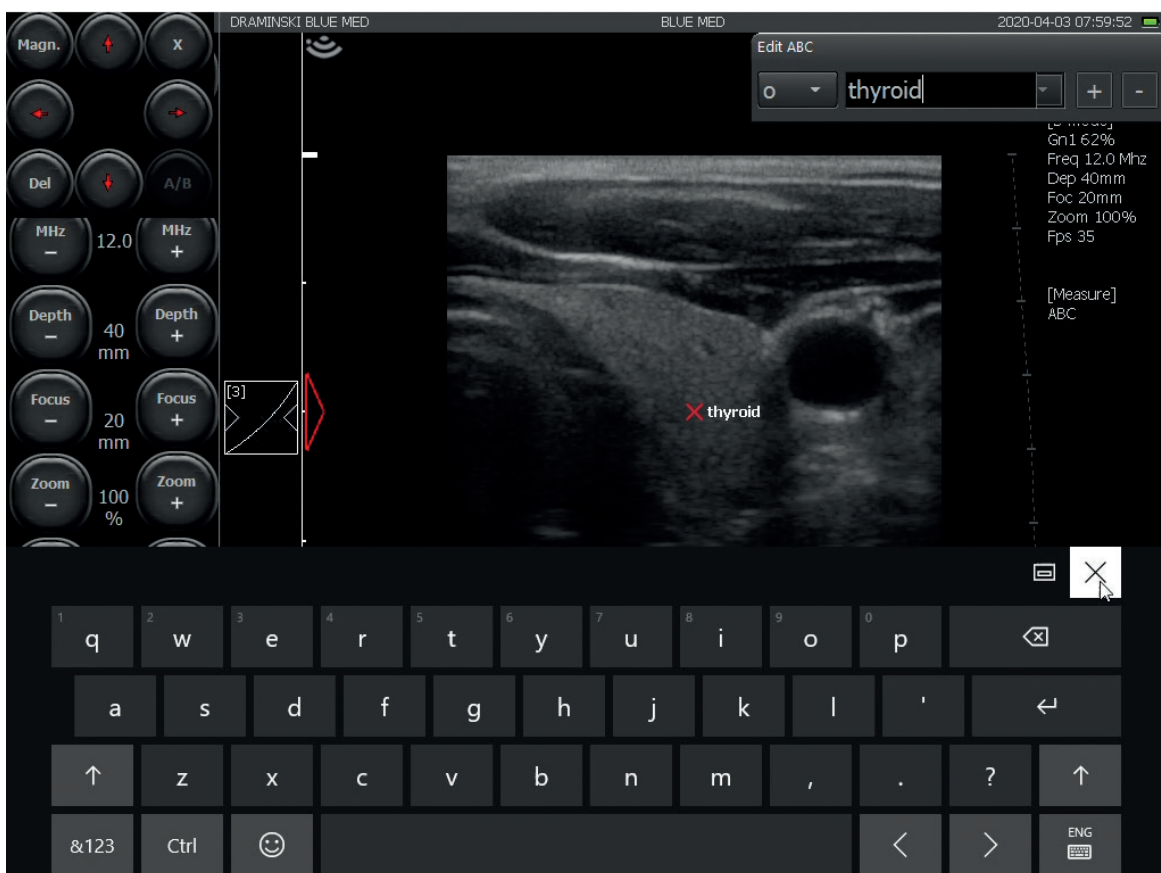 DRAMINSKI BLUE MED BLUE MED 2020-04-03 07:59:52
Magn. X
Edit ABC
o thyroid + -
Del A/B
Gn1 62%
Freq 12.0 Mhz
Dep 40mm
Foc 20mm
Zoom 100%
Fps 35
[Measure]
ABC
MHz − 12.0 MHz +
Depth − 40 mm Depth +
[3]
Focus − 20 mm Focus +
thyroid
Zoom − 100 % Zoom +
1 q 2 w 3 e 4 r 5 t 6 y 7 u 8 i 9 o 0 p
a s d f g h j k l '
z x c v b n m , . ?
&123 Ctrl ENG